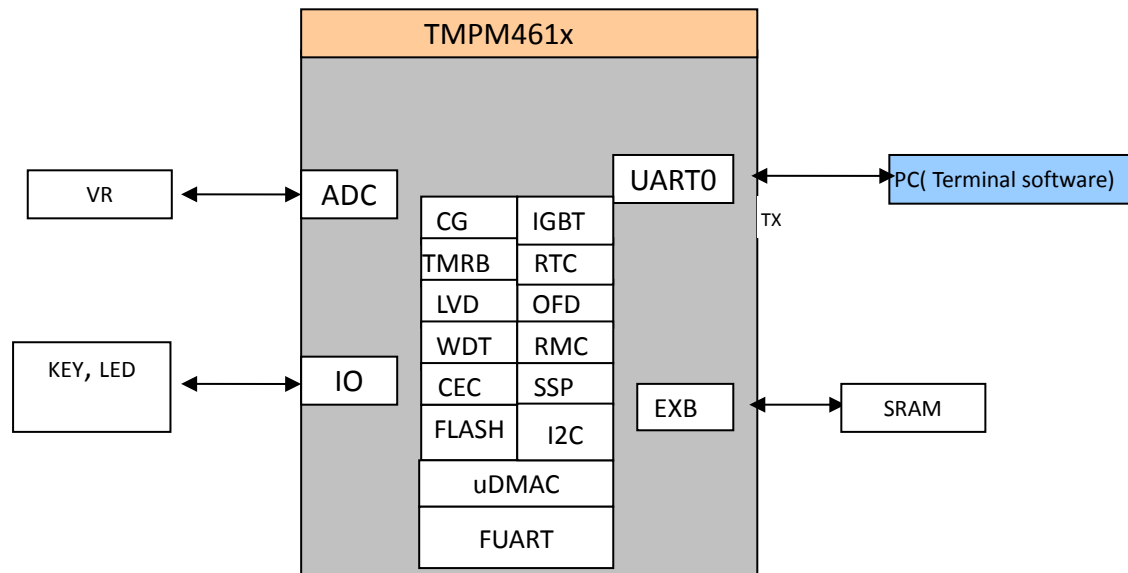 TMPM461x
VR
ADC
UART0
PC( Terminal software)
TX
CG
IGBT
TMRB
RTC
LVD
OFD
WDT
RMC
KEY, LED
IO
CEC
SSP
EXB
SRAM
FLASH
I2C
uDMAC
FUART